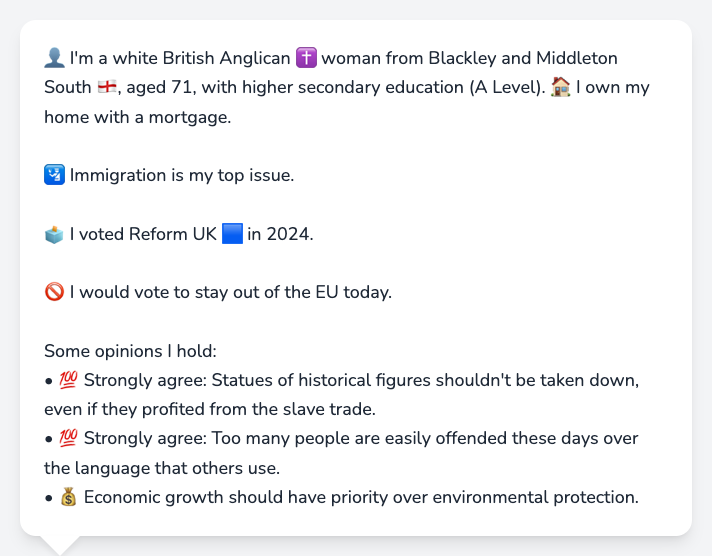 👤 I'm a white British Anglican ✝️ woman from Blackley and Middleton
South 🏴󠁧󠁢󠁥󠁮󠁧󠁿, aged 71, with higher secondary education (A Level). 🏠 I own my
home with a mortgage.
🛂 Immigration is my top issue.
🗳️ I voted Reform UK 🟦 in 2024.
🚫 I would vote to stay out of the EU today.
Some opinions I hold:
• 💯 Strongly agree: Statues of historical figures shouldn't be taken down,
even if they profited from the slave trade.
• 💯 Strongly agree: Too many people are easily offended these days over
the language that others use.
• 💰 Economic growth should have priority over environmental protection.